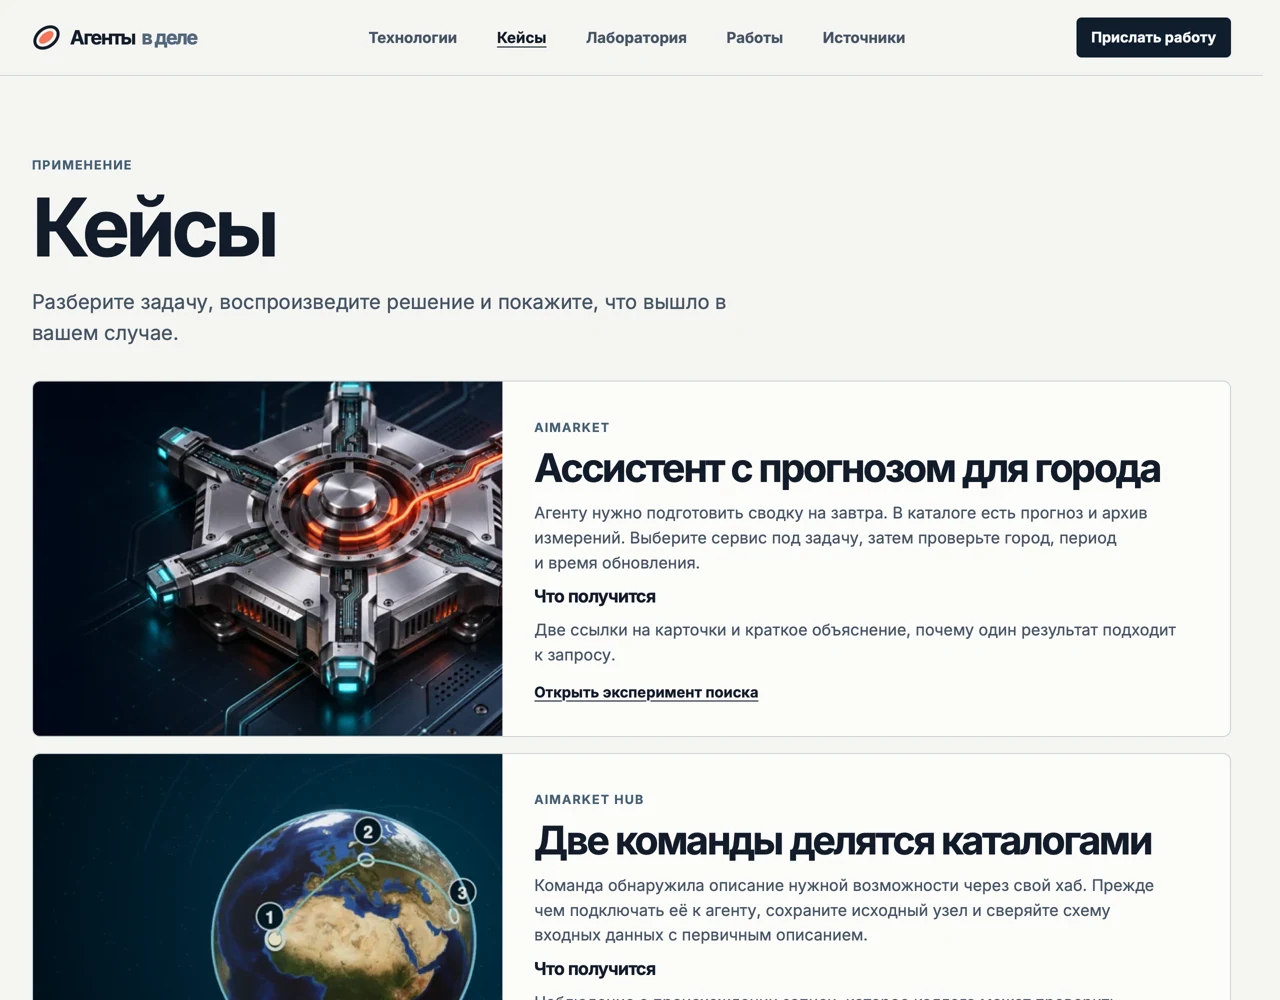 Агенты в деле
Технологии
Кейсы
Лаборатория
Работы
Источники
Прислать работу
ПРИМЕНЕНИЕ
Кейсы
Разберите задачу, воспроизведите решение и покажите, что вышло в
вашем случае.
AIMARKET
Ассистент с прогнозом для города
Агенту нужно подготовить сводку на завтра. В каталоге есть прогноз и архив
измерений. Выберите сервис под задачу, затем проверьте город, период
и время обновления.
Что получится
Две ссылки на карточки и краткое объяснение, почему один результат подходит
к запросу.
Открыть эксперимент поиска
1
2
3
AIMARKET HUB
Две команды делятся каталогами
Команда обнаружила описание нужной возможности через свой хаб. Прежде
чем подключать её к агенту, сохраните исходный узел и сверяйте схему
входных данных с первичным описанием.
Что получится